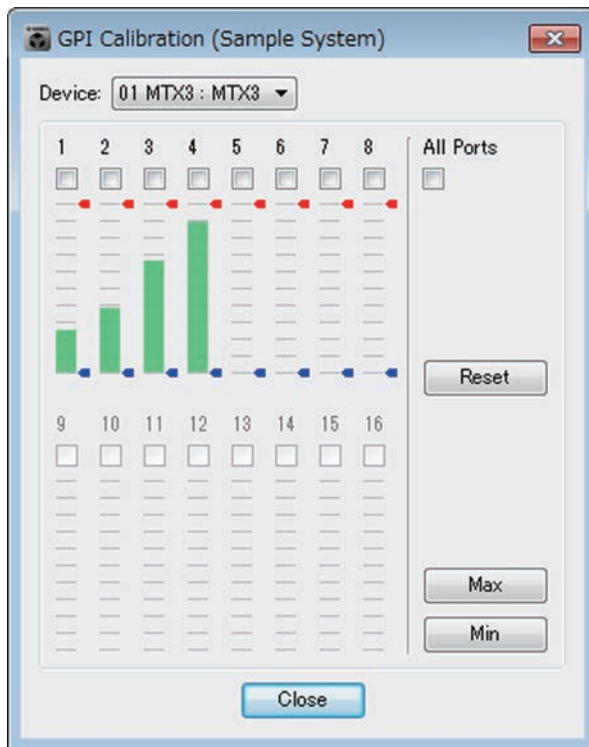 GPI Calibration (Sample System)
Device: 01 MTX3 : MTX3
1 2 3 4 5 6 7 8 All Ports
Reset
9 10 11 12 13 14 15 16
Max
Min
Close